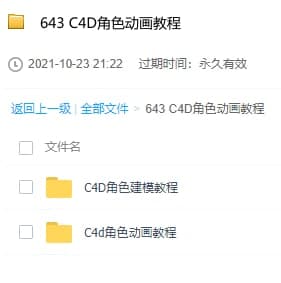 643 C4D角色动画教程
2021-10-23 21:22 过期时间：永久有效
返回上一级 | 全部文件 > 643 C4D角色动画教程
文件名
C4D角色建模教程
C4d角色动画教程